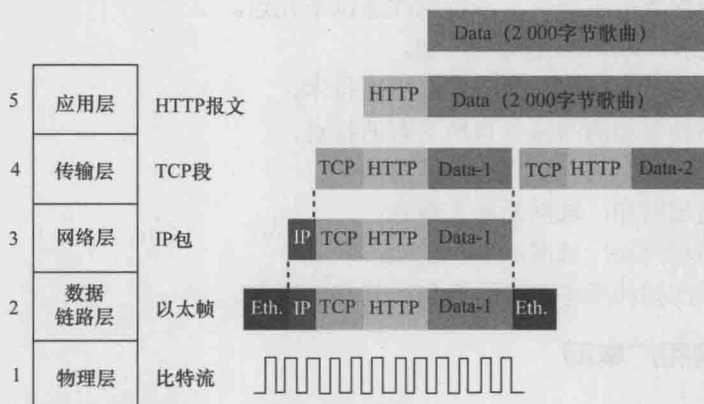 Data（2 000字节歌曲）
5 应用层 HTTP报文 HTTP Data（2 000字节歌曲）
4 传输层 TCP段 TCP HTTP Data-1 TCP HTTP Data-2
3 网络层 IP包 IP TCP HTTP Data-1
2 数据
链路层 以太帧 Eth. IP TCP HTTP Data-1 Eth.
1 物理层 比特流